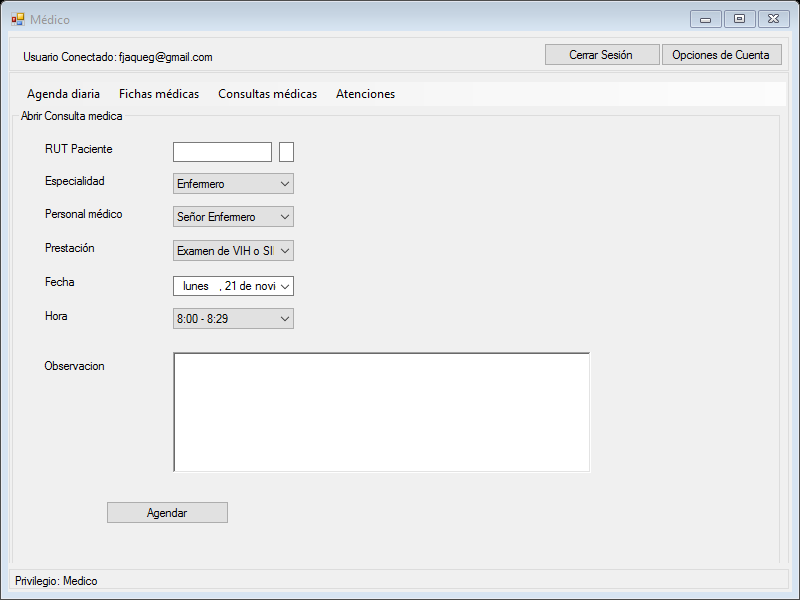 Médico
Usuario Conectado: fjaqueg@gmail.com
Cerrar Sesión
Opciones de Cuenta
Agenda diaria Fichas médicas Consultas médicas Atenciones
Abrir Consulta medica
RUT Paciente
Especialidad Enfermero
Personal médico Señor Enfermero
Prestación Examen de VIH o SI
Fecha lunes , 21 de novi
Hora 8:00 - 8:29
Observacion
Agendar
Privilegio: Medico